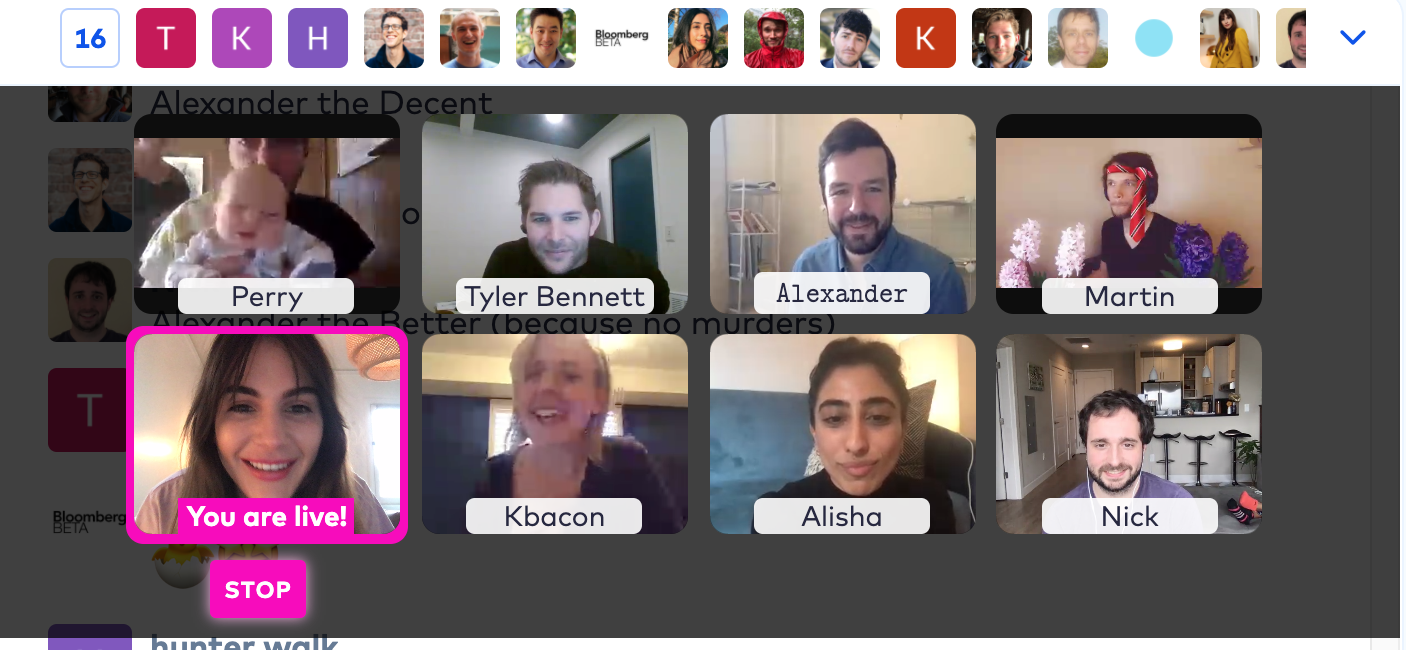 16
T
K
H
Bloomberg
BETA
K
Alexander the Decent
o
Perry
Tyler Bennett
Alexander
Martin
Alexander the Better (because no murders)
T
Bloomberg
BETA
You are live!
Kbacon
Alisha
Nick
STOP
hunter walk